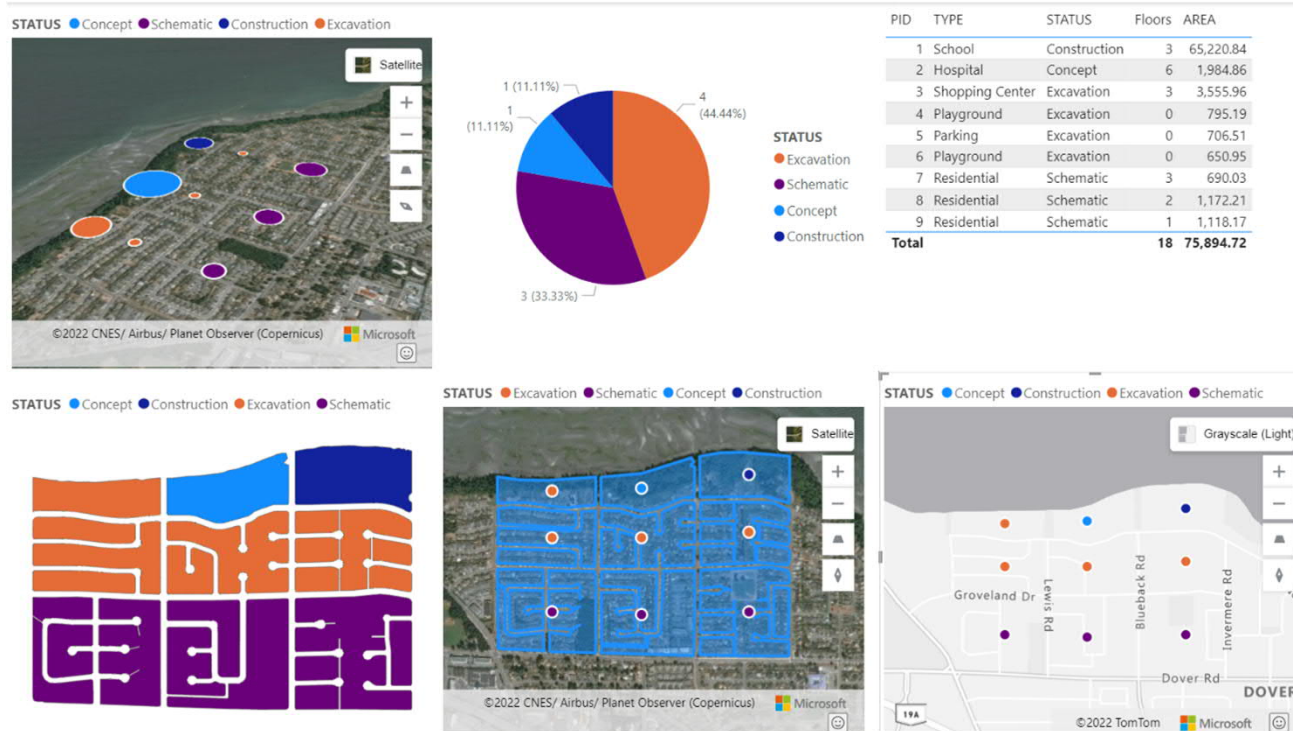 STATUS Concept Schematic Construction Excavation
Satellite
©2022 CNES/ Airbus/ Planet Observer (Copernicus) Microsoft
1 (11.11%)
1
(11.11%)
4
(44.44%)
3 (33.33%)
STATUS
Excavation
Schematic
Concept
Construction
PID TYPE STATUS Floors AREA
1 School Construction 3 65,220.84
2 Hospital Concept 6 1,984.86
3 Shopping Center Excavation 3 3,555.96
4 Playground Excavation 0 795.19
5 Parking Excavation 0 706.51
6 Playground Excavation 0 650.95
7 Residential Schematic 3 690.03
8 Residential Schematic 2 1,172.21
9 Residential Schematic 1 1,118.17
Total 18 75,894.72
STATUS Concept Construction Excavation Schematic
STATUS Excavation Schematic Concept Construction
Satellite
©2022 CNES/ Airbus/ Planet Observer (Copernicus) Microsoft
STATUS Concept Construction Excavation Schematic
Grayscale (Light)
Groveland Dr
Lewis Rd
Blueback Rd
Invermere Rd
Dover Rd
DOVER
19A
©2022 TomTom Microsoft